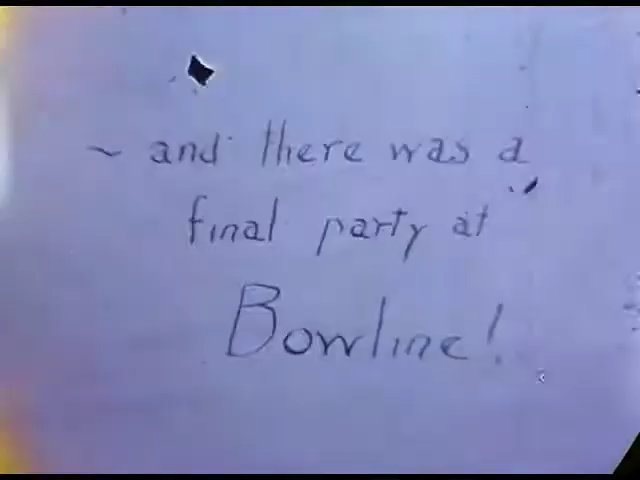 ~ and there was a
final party at
Bowline!